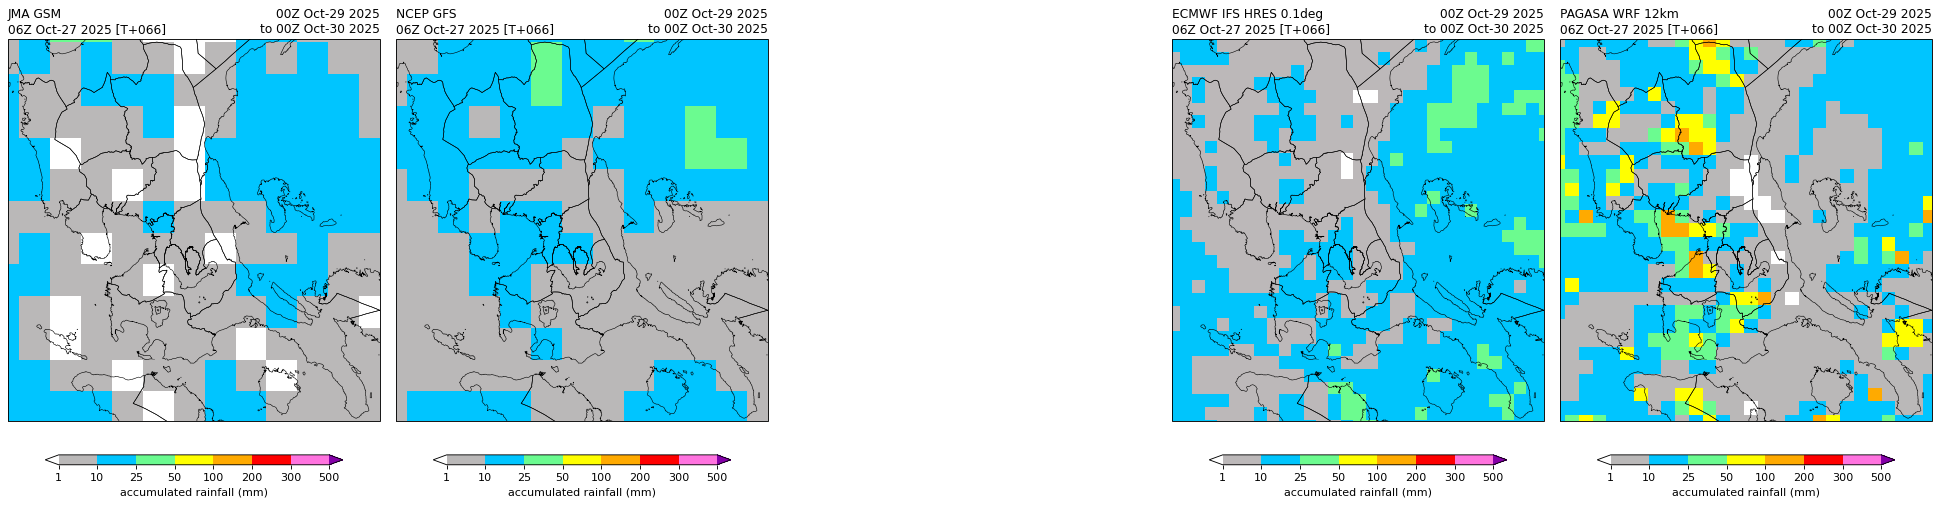 JMA GSM 00Z Oct-29 2025
06Z Oct-27 2025 [T+066] to 00Z Oct-30 2025
1 10 25 50 100 200 300 500
accumulated rainfall (mm)
NCEP GFS 00Z Oct-29 2025
06Z Oct-27 2025 [T+066] to 00Z Oct-30 2025
1 10 25 50 100 200 300 500
accumulated rainfall (mm)
ECMWF IFS HRES 0.1deg 00Z Oct-29 2025
06Z Oct-27 2025 [T+066] to 00Z Oct-30 2025
1 10 25 50 100 200 300 500
accumulated rainfall (mm)
PAGASA WRF 12km 00Z Oct-29 2025
06Z Oct-27 2025 [T+066] to 00Z Oct-30 2025
1 10 25 50 100 200 300 500
accumulated rainfall (mm)